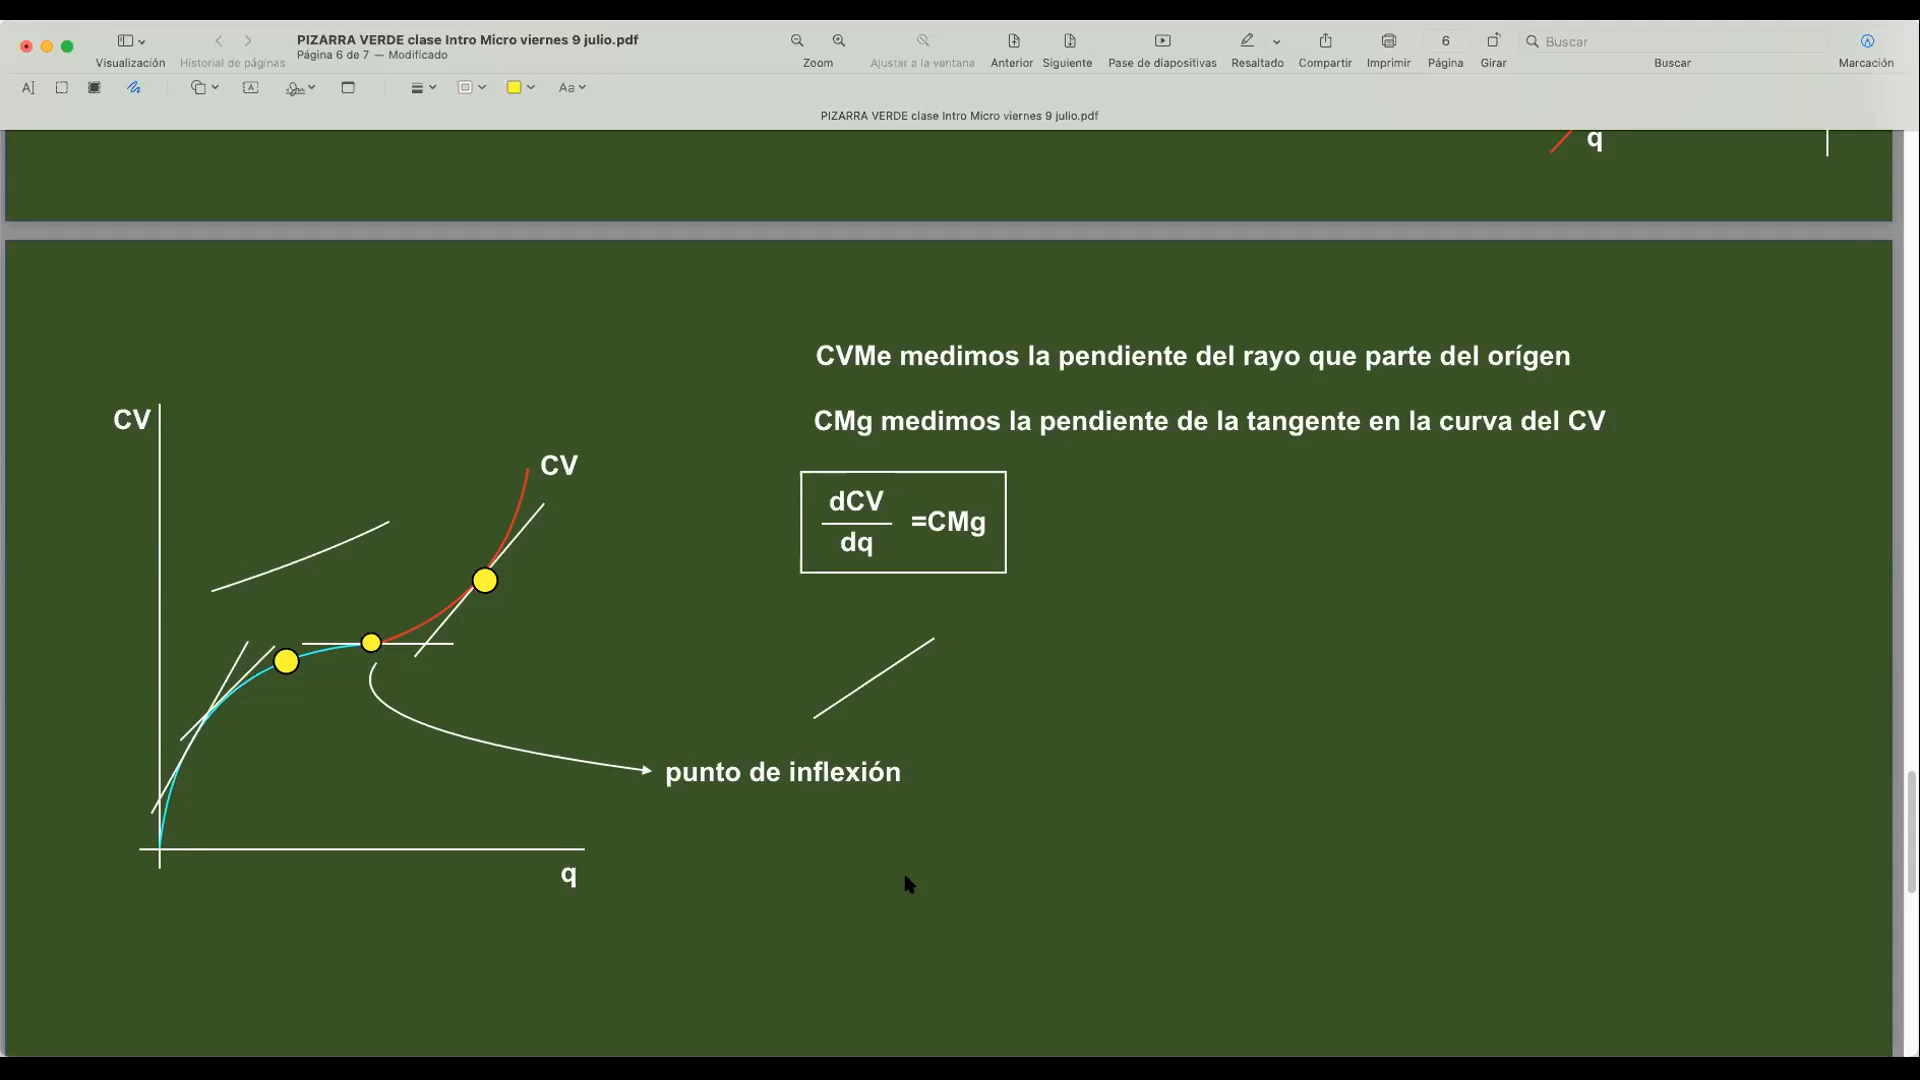 PIZARRA VERDE clase Intro Micro viernes 9 julio.pdf
Página 6 de 7 — Modificado
Visualización
Historial de páginas
Zoom
Ajustar a la ventana
Anterior
Siguiente
Pase de diapositivas
Resaltado
Compartir
Imprimir
6
Página
Girar
Buscar
Buscar
Marcación
A
Aa
PIZARRA VERDE clase Intro Micro viernes 9 julio.pdf
q
CVMe medimos la pendiente del rayo que parte del orígen
CMg medimos la pendiente de la tangente en la curva del CV
CV
CV
dCV
dq
=CMg
punto de inflexión
q